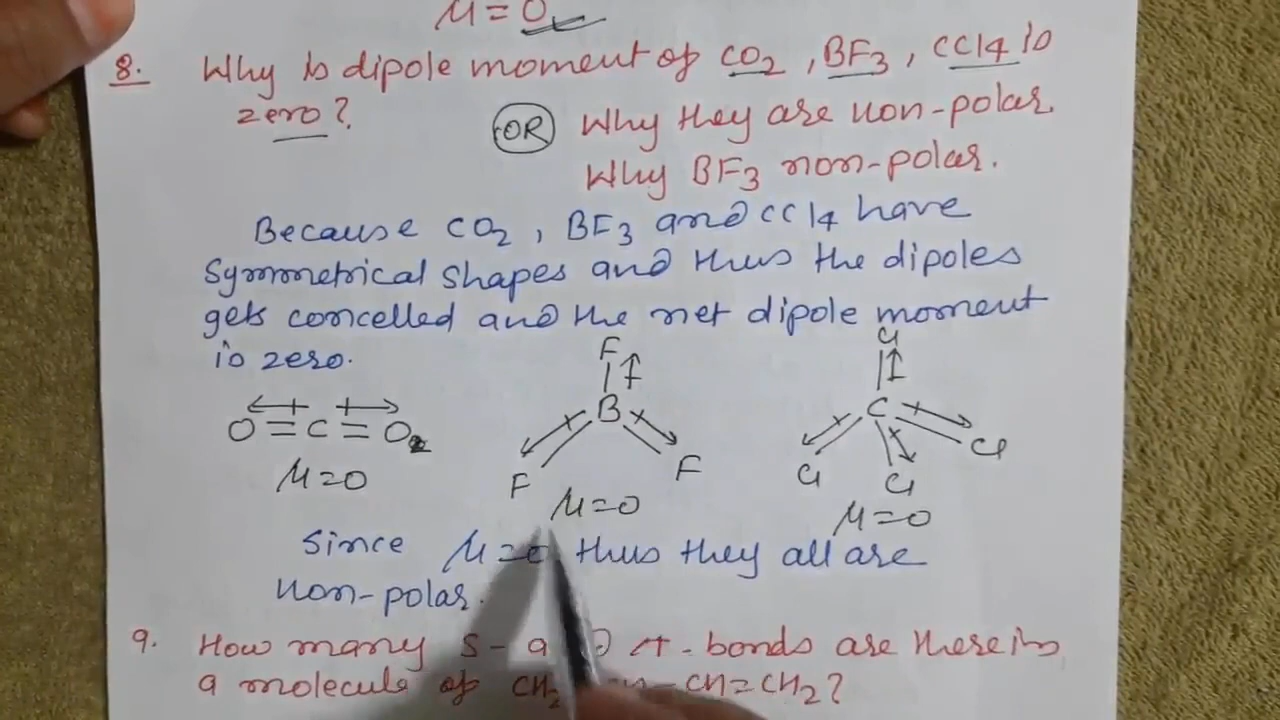 μ=0
8. Why is dipole moment of CO2, BF3, CCl4 is
zero?
OR Why they are non-polar.
Why BF3 non-polar.
Because CO2, BF3 and CCl4 have
Symmetrical shapes and thus the dipoles
gets concelled and the net dipole moment
is zero.
O=C=O2
μ=0
F
B
F F
μ=0
Cl
C
Cl Cl Cl
μ=0
Since μ=0 thus they all are
non-polar.
9. How many S- π-bonds are there in
a molecule of CH2 -CH=CH2?